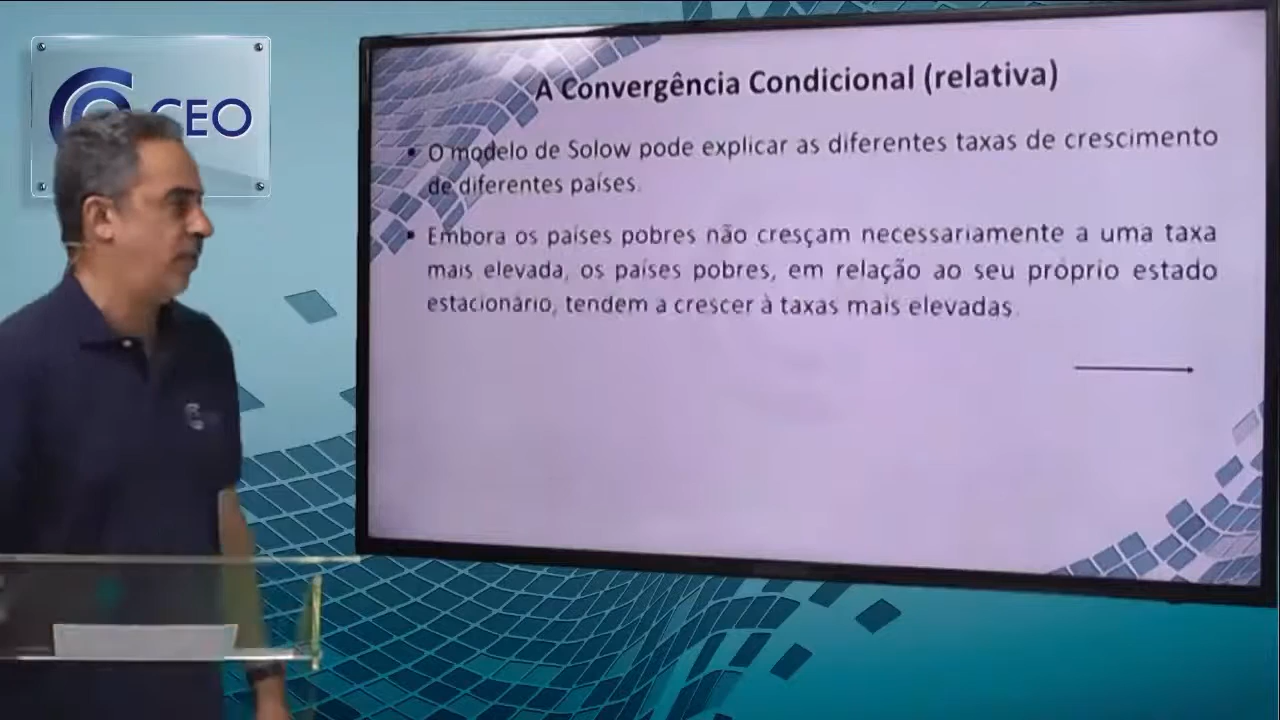 CEO
A Convergência Condicional (relativa)
▪ O modelo de Solow pode explicar as diferentes taxas de crescimento
de diferentes países.
▪ Embora os países pobres não cresçam necessariamente a uma taxa
mais elevada, os países pobres, em relação ao seu próprio estado
estacionário, tendem a crescer à taxas mais elevadas.